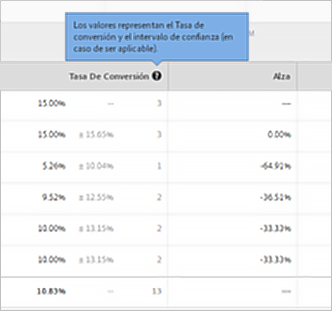 Los valores representan el Tasa de
conversión y el intervalo de confianza (en
caso de ser aplicable).
Tasa De Conversión ? Alza
15.00% -- 3 ---
15.00% ± 15.65% 3 0.00%
5.26% ± 10.04% 1 -64.91%
9.52% ± 12.55% 2 -36.51%
10.00% ± 13.15% 2 -33.33%
10.00% ± 13.15% 2 -33.33%
10.83% -- 13 ---